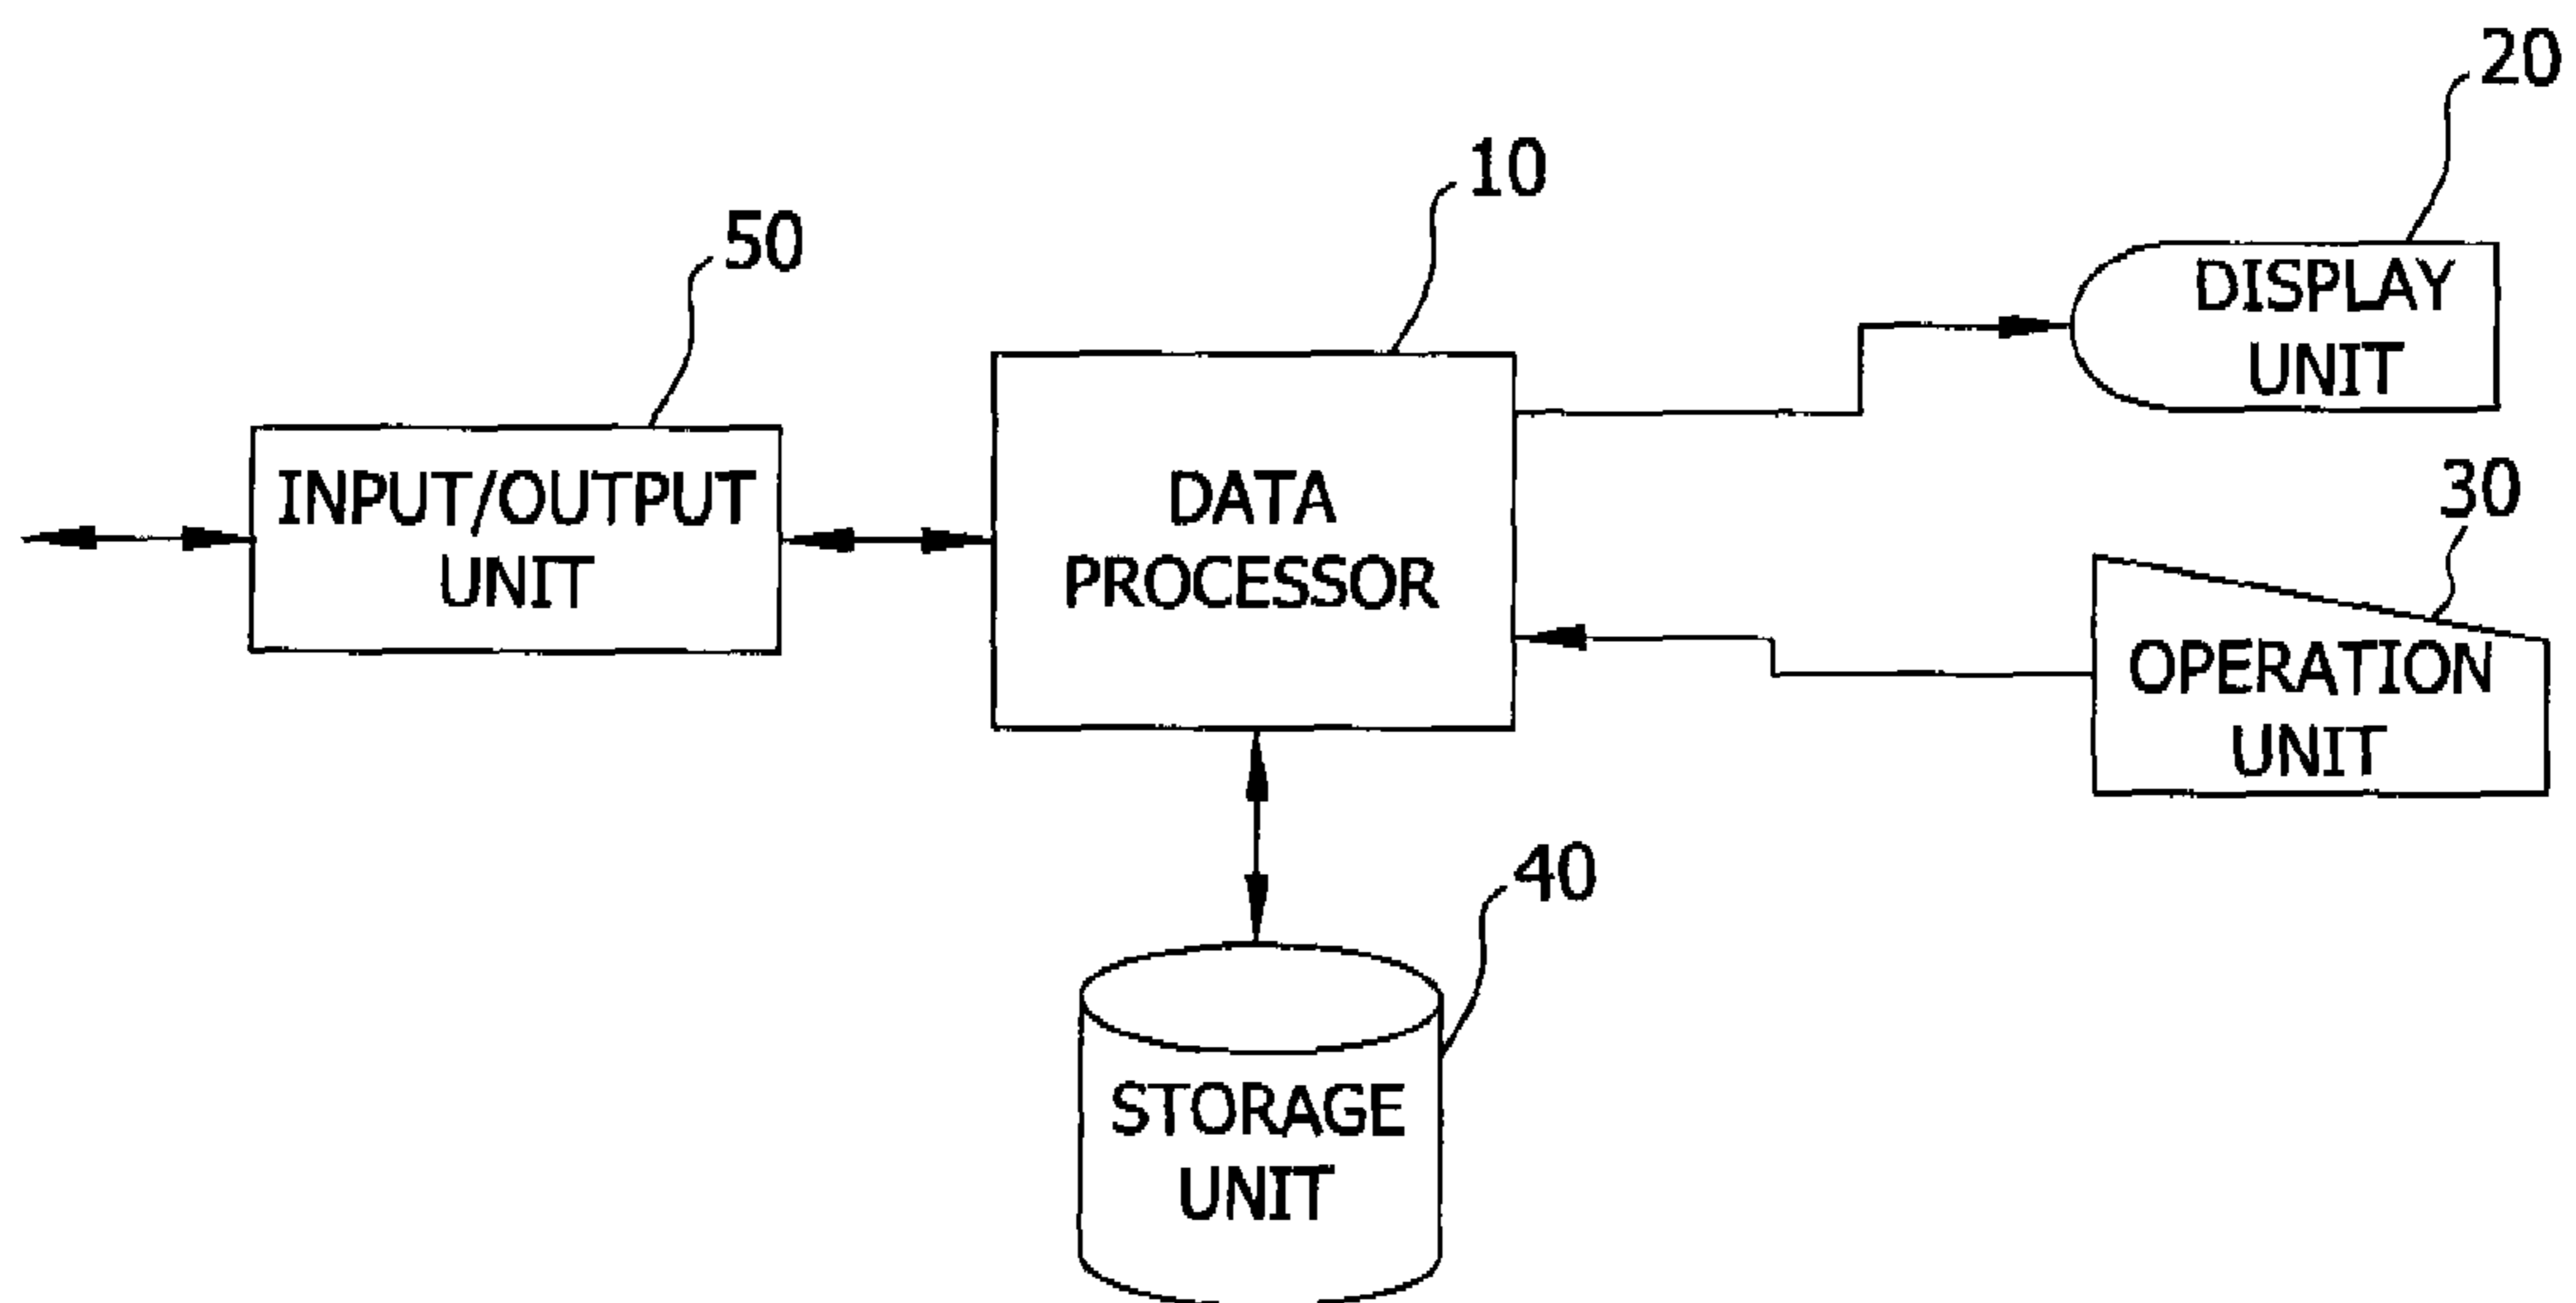 20
10
50
DISPLAY
UNIT
INPUT/OUTPUT
UNIT
DATA
PROCESSOR
30
OPERATION
UNIT
40
STORAGE
UNIT